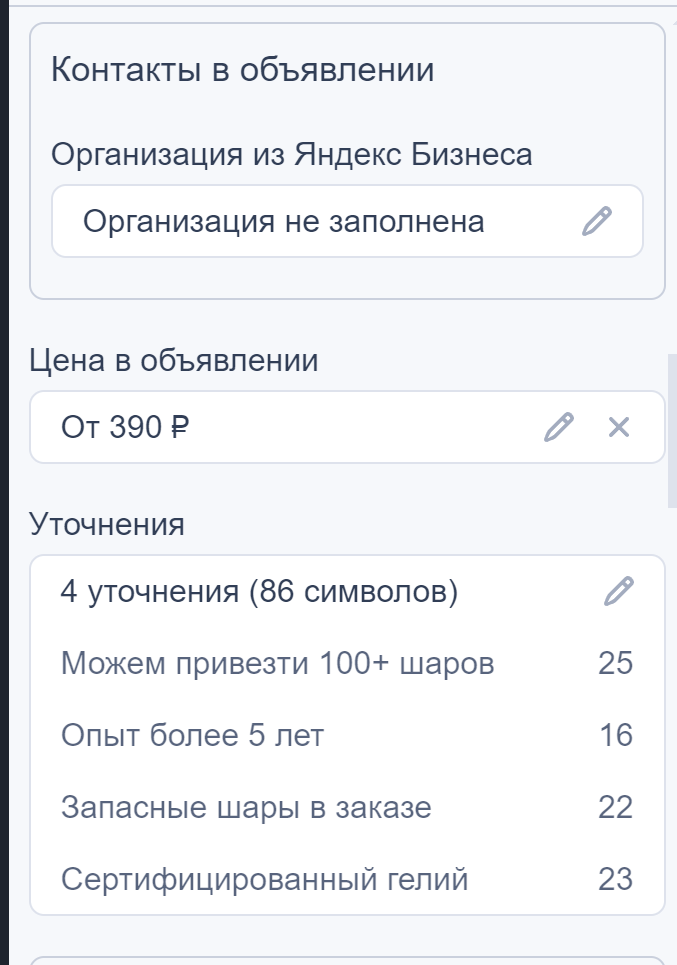 Контакты в объявлении
Организация из Яндекс Бизнеса
Организация не заполнена
Цена в объявлении
От 390 ₽
Уточнения
4 уточнения (86 символов)
Можем привезти 100+ шаров 25
Опыт более 5 лет 16
Запасные шары в заказе 22
Сертифицированный гелий 23